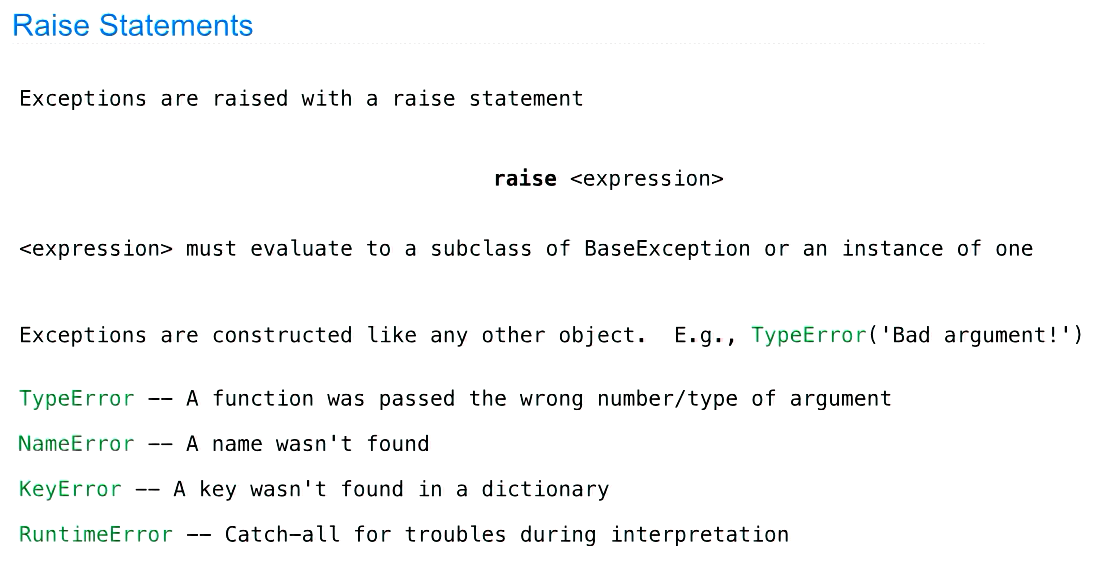 Raise Statements
Exceptions are raised with a raise statement
raise <expression>
<expression> must evaluate to a subclass of BaseException or an instance of one
Exceptions are constructed like any other object.  E.g., TypeError('Bad argument!')
TypeError -- A function was passed the wrong number/type of argument
NameError -- A name wasn't found
KeyError -- A key wasn't found in a dictionary
RuntimeError -- Catch-all for troubles during interpretation